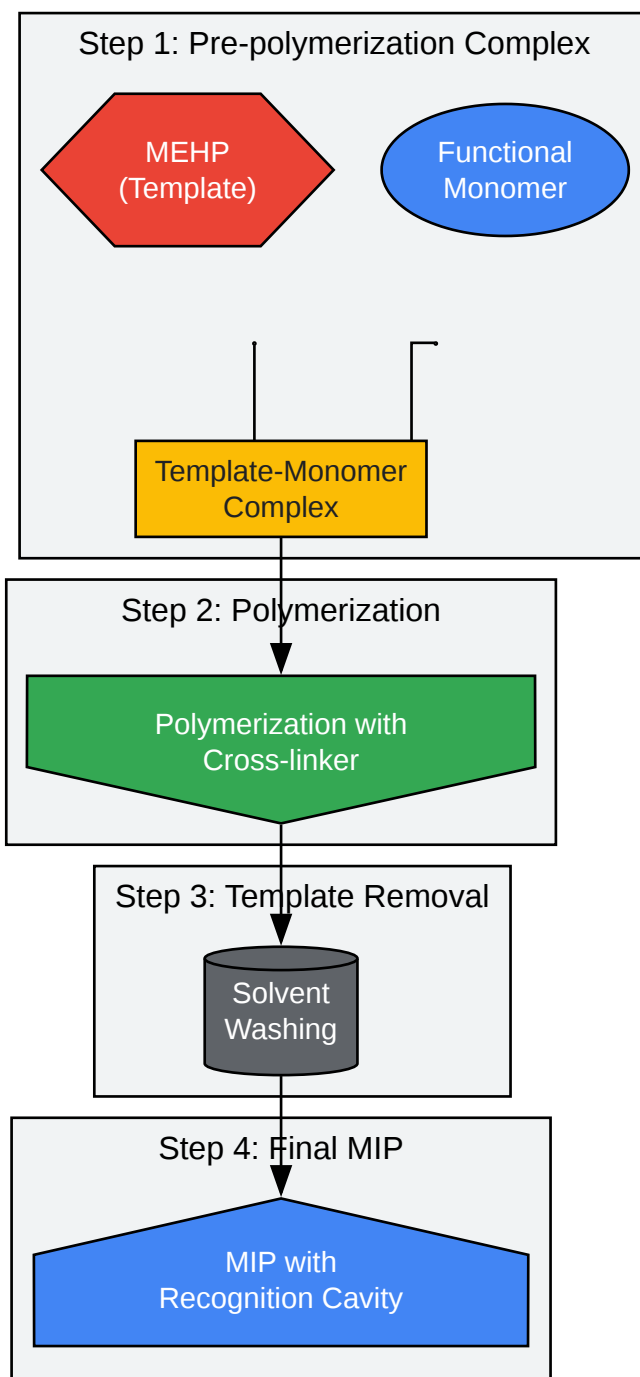 Step 1: Pre-polymerization Complex
MEHP
(Template)
Functional
Monomer
Template-Monomer
Complex
Step 2: Polymerization
Polymerization with
Cross-linker
Step 3: Template Removal
Solvent
Washing
Step 4: Final MIP
MIP with
Recognition Cavity